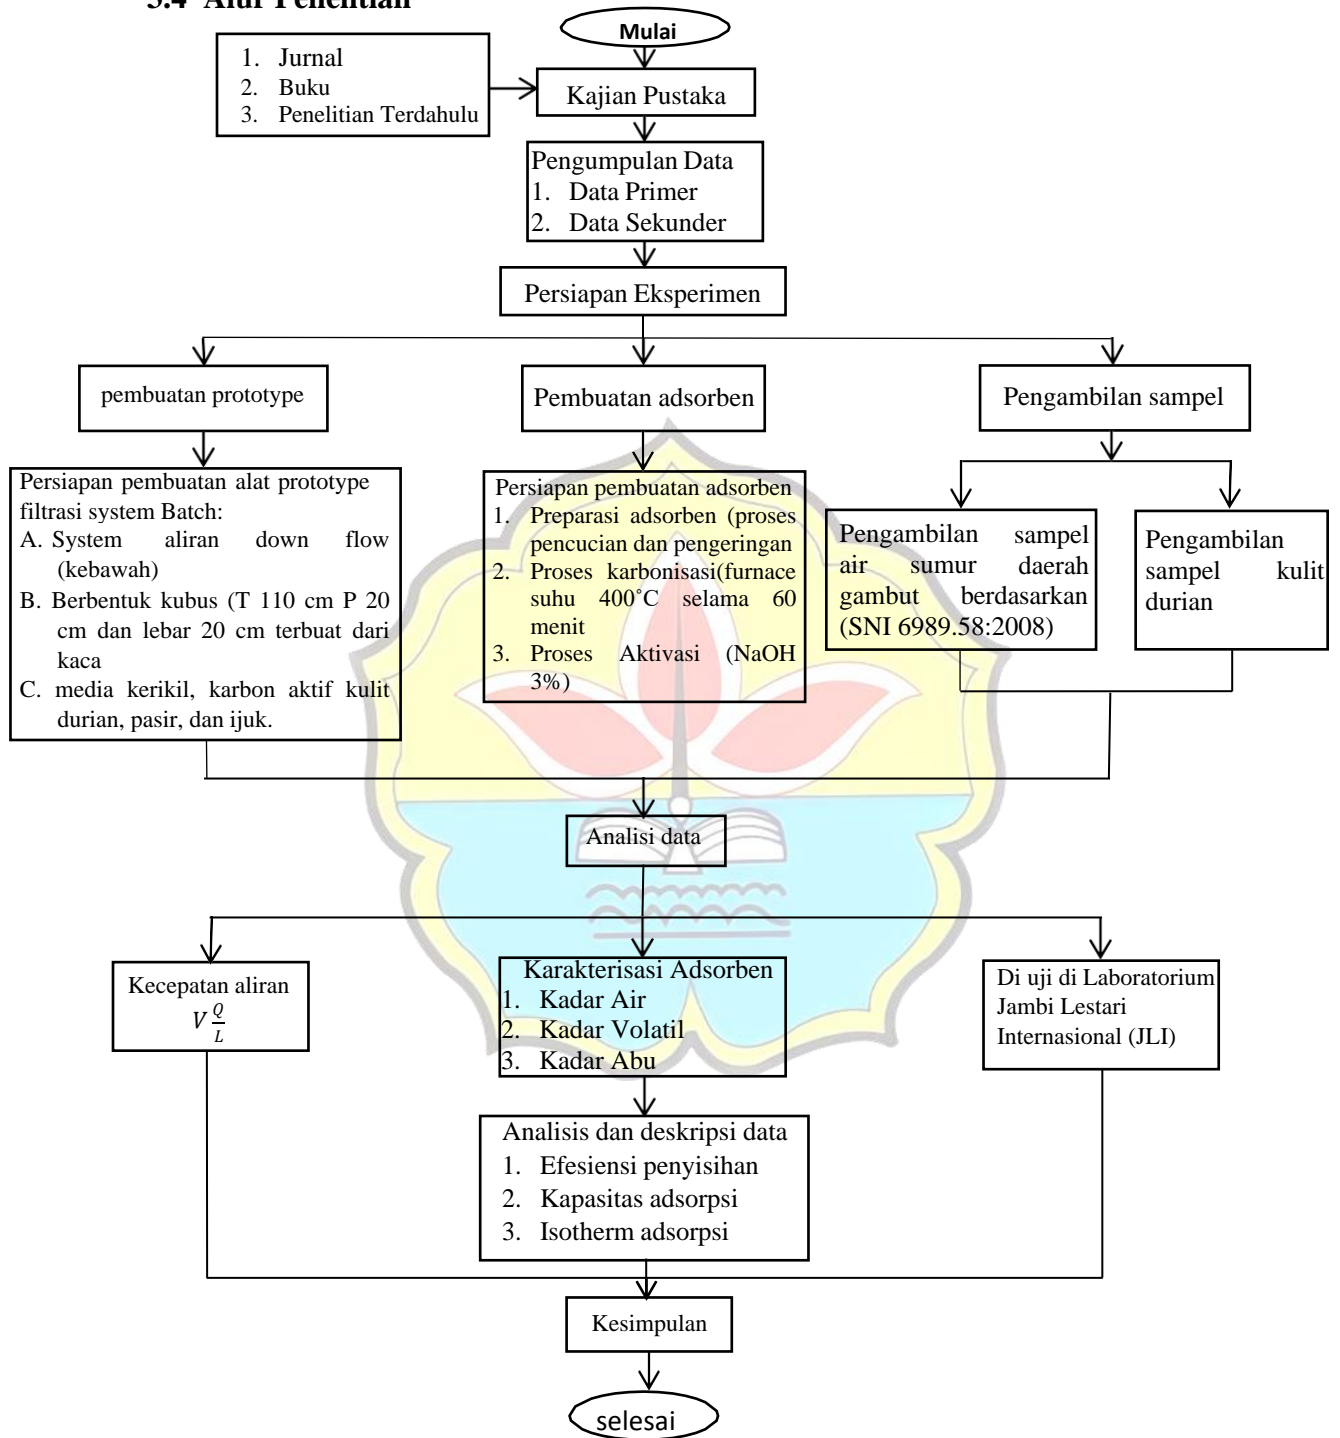 3.4 Alur Penelitian
Mulai
1. Jurnal
2. Buku
3. Penelitian Terdahulu
Kajian Pustaka
Pengumpulan Data
1. Data Primer
2. Data Sekunder
Persiapan Eksperimen
pembuatan prototype
Pembuatan adsorben
Pengambilan sampel
Persiapan pembuatan alat prototype
filtrasi system Batch:
A. System aliran down flow
(kebawah)
B. Berbentuk kubus (T 110 cm P 20
cm dan lebar 20 cm terbuat dari
kaca
C. media kerikil, karbon aktif kulit
durian, pasir, dan ijuk.
Persiapan pembuatan adsorben
1. Preparasi adsorben (proses
pencucian dan pengeringan
2. Proses karbonisasi(furnace
suhu 400˚C selama 60
menit
3. Proses Aktivasi (NaOH
3%)
Pengambilan sampel
air sumur daerah
gambut berdasarkan
(SNI 6989.58:2008)
Pengambilan
sampel kulit
durian
Analisi data
Kecepatan aliran
V Q/L
Karakterisasi Adsorben
1. Kadar Air
2. Kadar Volatil
3. Kadar Abu
Di uji di Laboratorium
Jambi Lestari
Internasional (JLI)
Analisis dan deskripsi data
1. Efesiensi penyisihan
2. Kapasitas adsorpsi
3. Isotherm adsorpsi
Kesimpulan
selesai